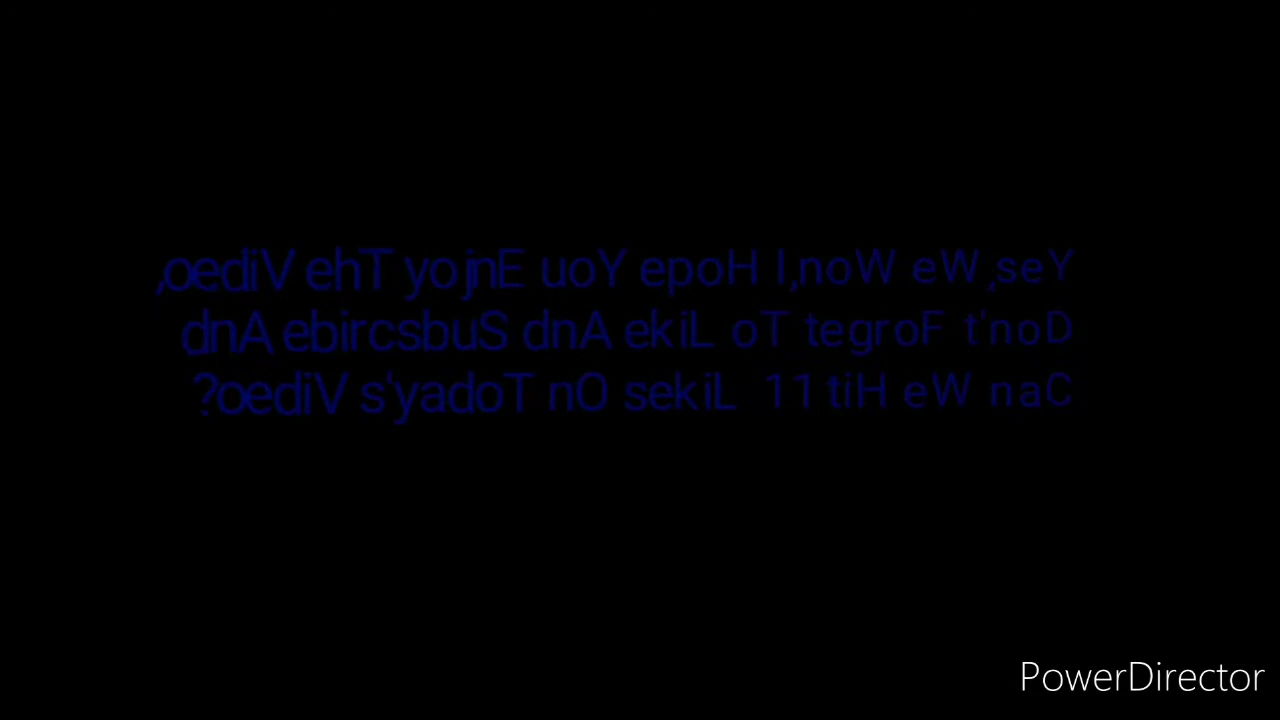 ,oediV ehT yojnE uoY epoH I,noW eW,seY
dnA ebircsbuS dnA ekiL oT tegroF t'noD
?oediV s'yadoT nO sekiL 11 tiH eW naC
PowerDirector